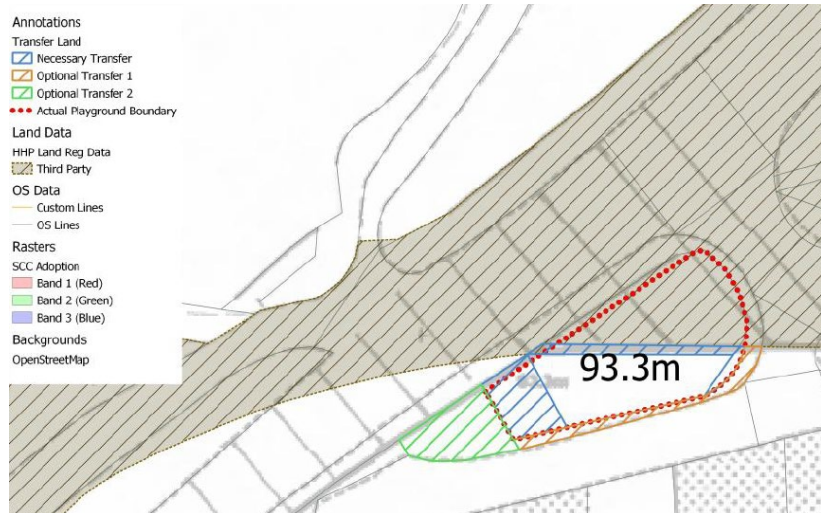 Annotations
Transfer Land
Necessary Transfer
Optional Transfer 1
Optional Transfer 2
Actual Playground Boundary
Land Data
HHP Land Reg Data
Third Party
OS Data
Custom Lines
OS Lines
Rasters
SCC Adoption
Band 1 (Red)
Band 2 (Green)
Band 3 (Blue)
Backgrounds
OpenStreetMap
93.3m